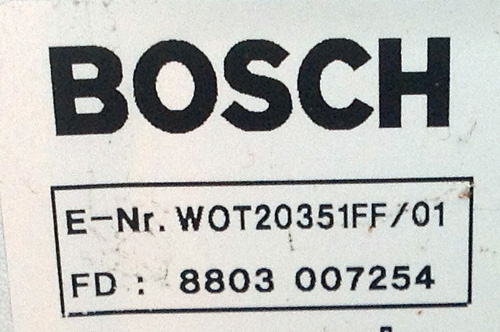 BOSCH
E-Nr. WOT20351FF/01
FD : 8803 007254